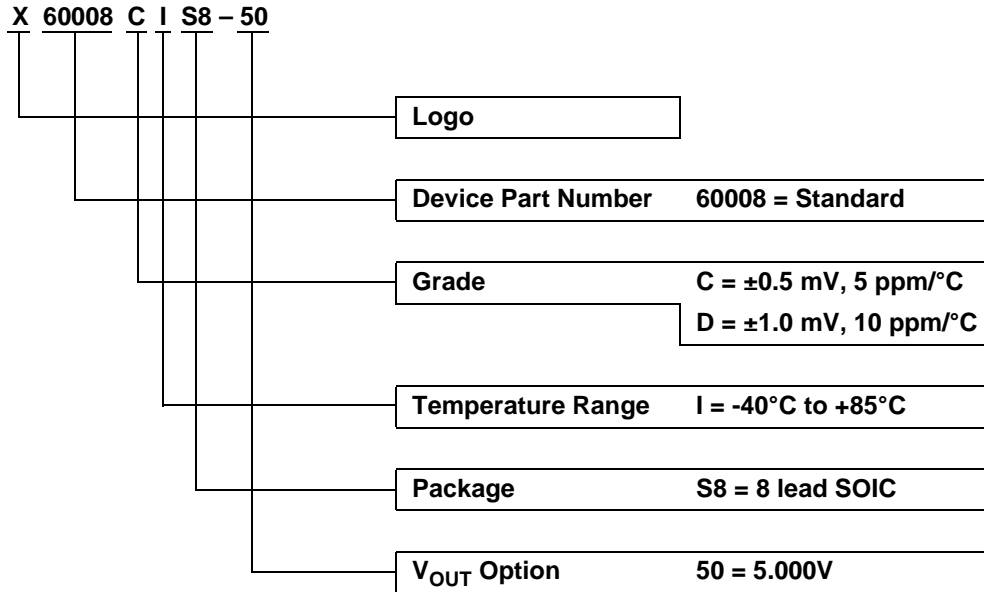 X 60008 C I S8 – 50
Logo
Device Part Number 60008 = Standard
Grade C = ±0.5 mV, 5 ppm/°C
D = ±1.0 mV, 10 ppm/°C
Temperature Range I = -40°C to +85°C
Package S8 = 8 lead SOIC
VOUT Option 50 = 5.000V